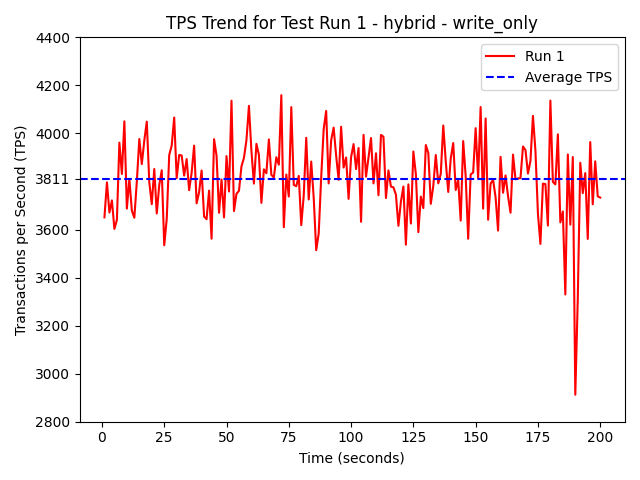 TPS Trend for Test Run 1 - hybrid - write_only
Transactions per Second (TPS)
4400
4200
4000
3811
3600
3400
3200
3000
2800
Run 1
Average TPS
0 25 50 75 100 125 150 175 200
Time (seconds)